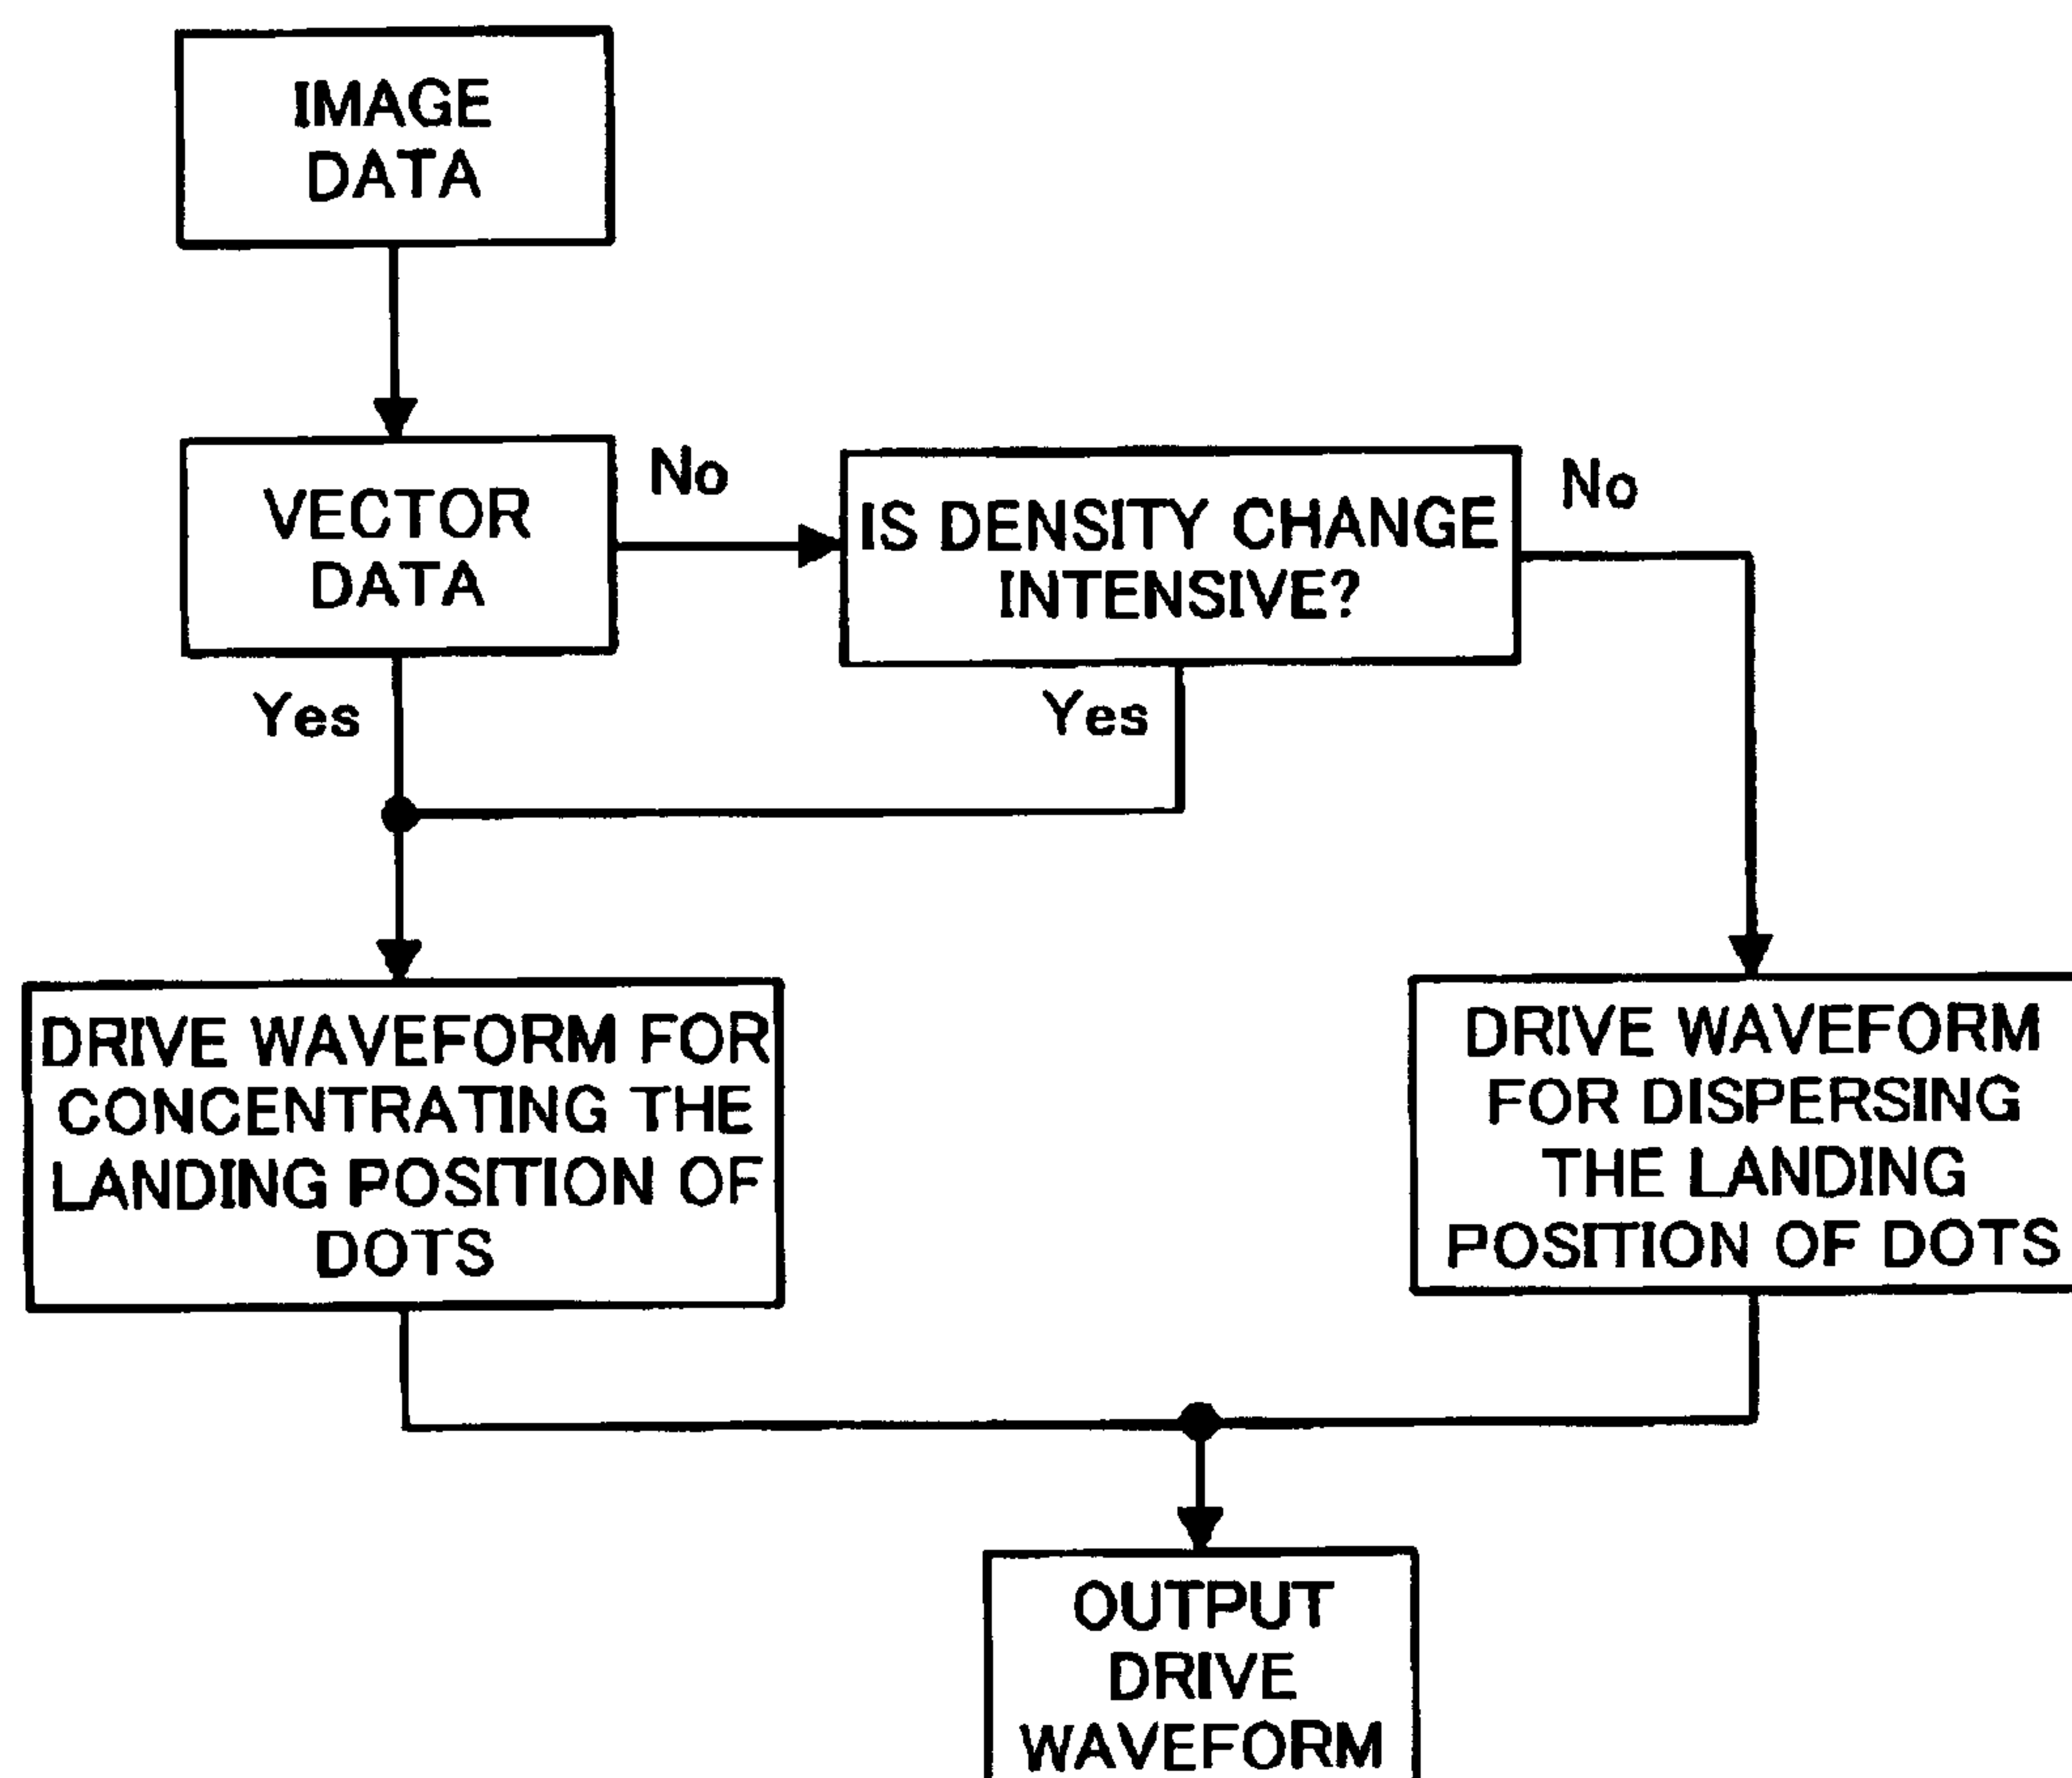 IMAGE
DATA
VECTOR
DATA
No
IS DENSITY CHANGE
INTENSIVE?
No
Yes
Yes
DRIVE WAVEFORM FOR
CONCENTRATING THE
LANDING POSITION OF
DOTS
DRIVE WAVEFORM
FOR DISPERSING
THE LANDING
POSITION OF DOTS
OUTPUT
DRIVE
WAVEFORM